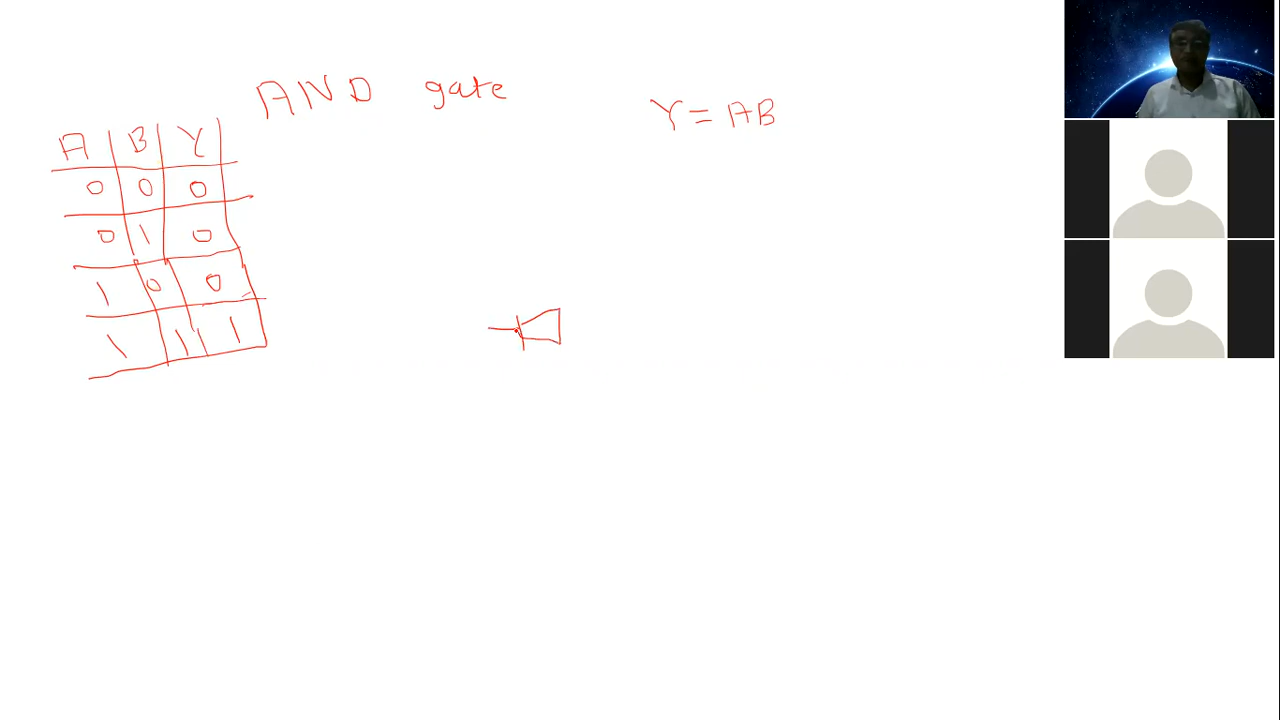 AND gate
Y = AB
A B Y
0 0 0
0 1 0
1 0 0
1 1 1